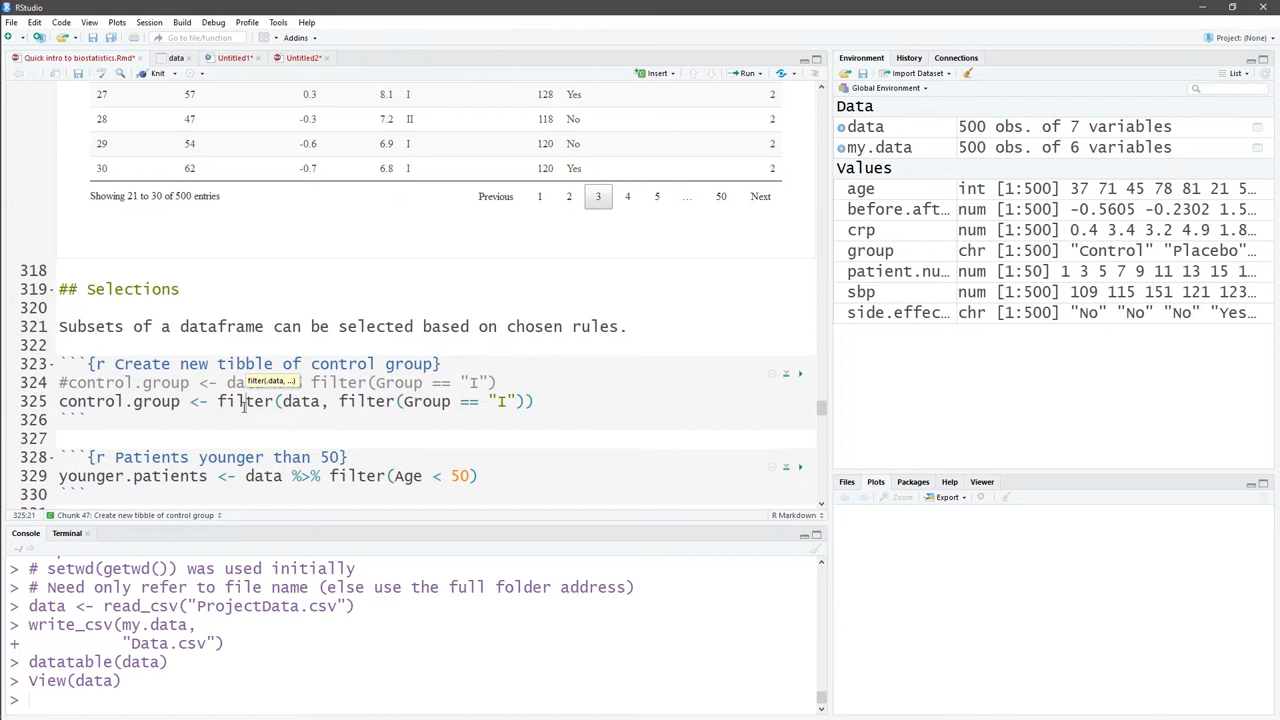 RStudio
File Edit Code View Plots Session Build Debug Profile Tools Help
Go to file/function Addins Project: (None)
Quick intro to biostatistics.Rmd* data Untitled1* Untitled2*
Knit Insert Run
27 57 0.3 8.1 I 128 Yes 2
28 47 -0.3 7.2 II 118 No 2
29 54 -0.6 6.9 I 120 No 2
30 62 -0.7 6.8 I 120 Yes 2
Showing 21 to 30 of 500 entries Previous 1 2 3 4 5 ... 50 Next
318
319 ## Selections
320
321 Subsets of a dataframe can be selected based on chosen rules.
322
323 ```{r Create new tibble of control group}
324 #control.group <- da filter(Group == "I")
filter(.data, ...)
325 control.group <- filter(data, filter(Group == "I"))
326 ```
327
328 ```{r Patients younger than 50}
329 younger.patients <- data %>% filter(Age < 50)
330 ```
325:21 Chunk 47: Create new tibble of control group R Markdown
Console Terminal
~/
> # setwd(getwd()) was used initially
> # Need only refer to file name (else use the full folder address)
> data <- read_csv("ProjectData.csv")
> write_csv(my.data,
+ "Data.csv")
> datatable(data)
> View(data)
>
Environment History Connections
Import Dataset List
Global Environment
Data
data 500 obs. of 7 variables
my.data 500 obs. of 6 variables
Values
age int [1:500] 37 71 45 78 81 21 5...
before.aft... num [1:500] -0.5605 -0.2302 1.5...
crp num [1:500] 0.4 3.4 3.2 4.9 1.8...
group chr [1:500] "Control" "Placebo"...
patient.nu... num [1:50] 1 3 5 7 9 11 13 15 1...
sbp num [1:500] 109 115 151 121 123...
side.effec... chr [1:500] "No" "No" "No" "Yes...
Files Plots Packages Help Viewer
Zoom Export